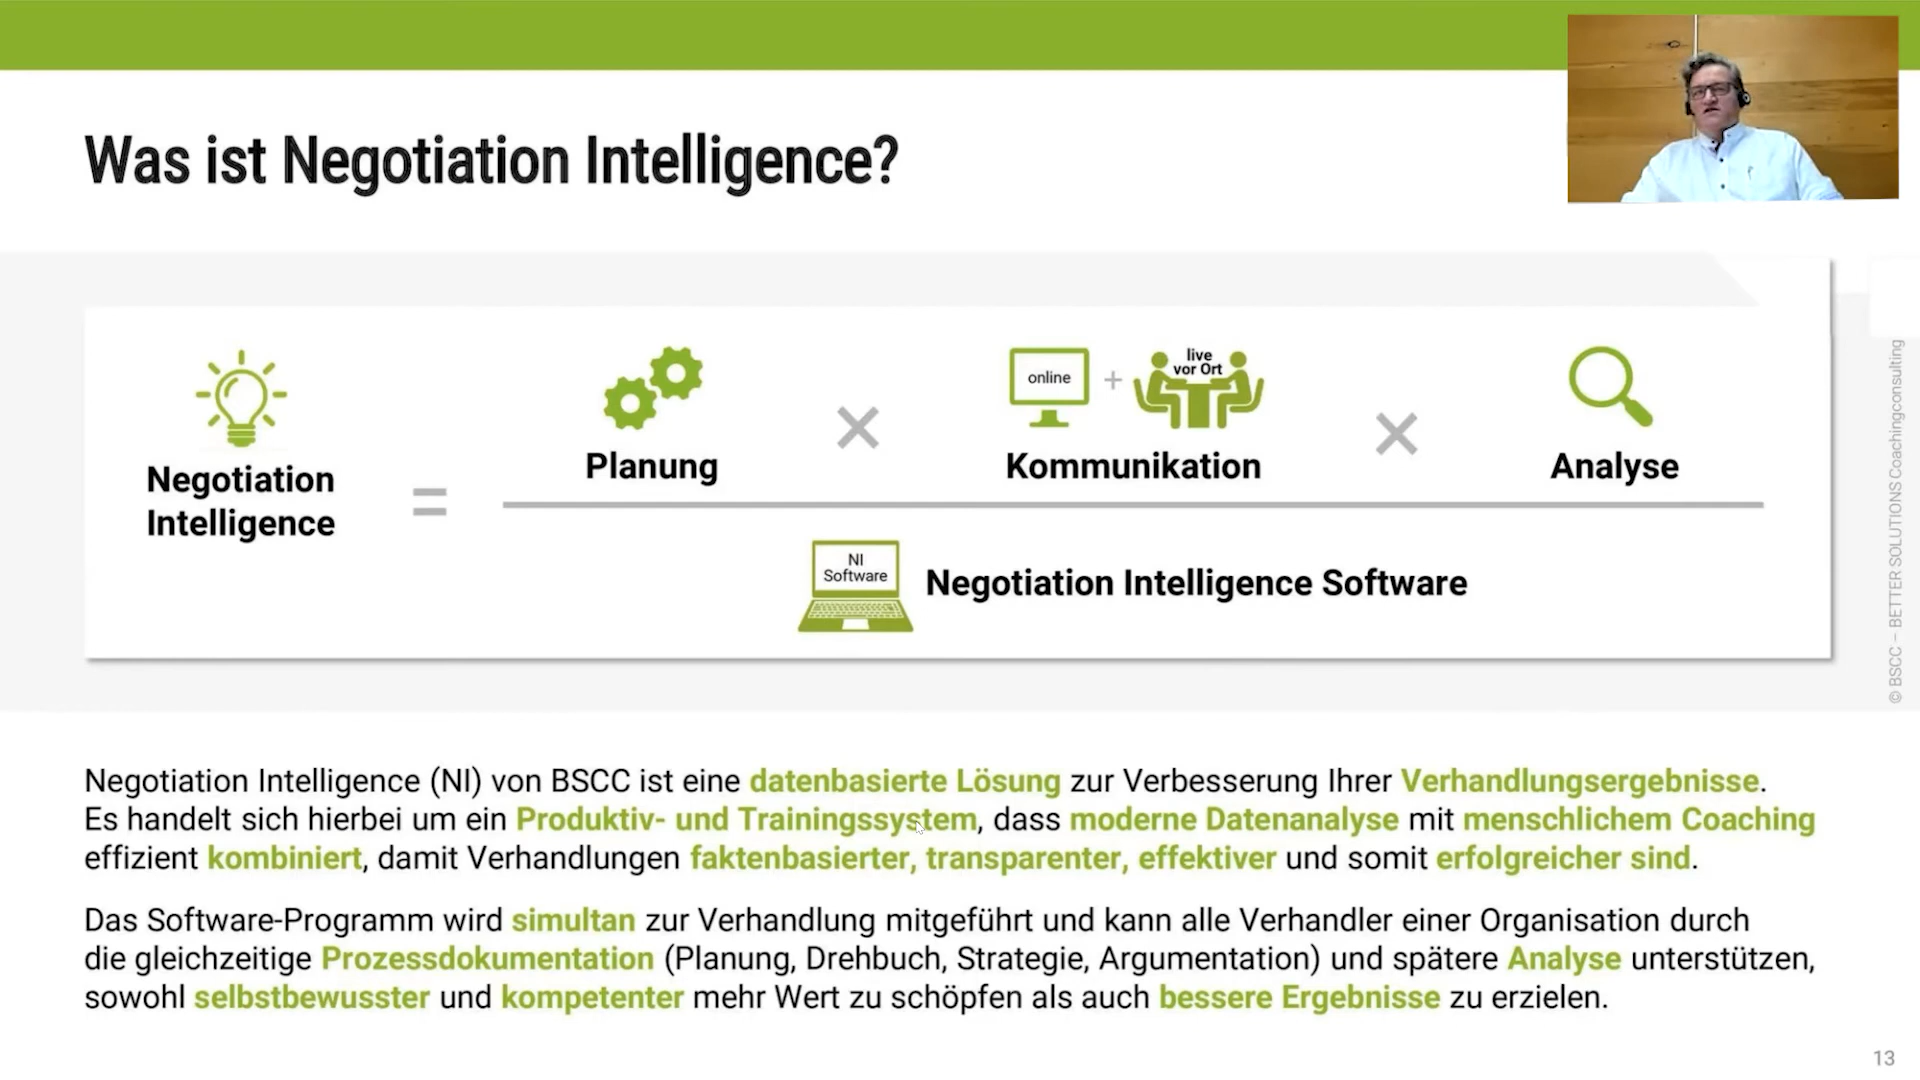 Was ist Negotiation Intelligence?
Negotiation
Intelligence
=
Planung
×
online
+
live
vor Ort
Kommunikation
×
Analyse
NI
Software
Negotiation Intelligence Software
© BSCC – BETTER SOLUTIONS Coachingconsulting
Negotiation Intelligence (NI) von BSCC ist eine datenbasierte Lösung zur Verbesserung Ihrer Verhandlungsergebnisse.
Es handelt sich hierbei um ein Produktiv- und Trainingssystem, dass moderne Datenanalyse mit menschlichem Coaching
effizient kombiniert, damit Verhandlungen faktenbasierter, transparenter, effektiver und somit erfolgreicher sind.
Das Software-Programm wird simultan zur Verhandlung mitgeführt und kann alle Verhandler einer Organisation durch
die gleichzeitige Prozessdokumentation (Planung, Drehbuch, Strategie, Argumentation) und spätere Analyse unterstützen,
sowohl selbstbewusster und kompetenter mehr Wert zu schöpfen als auch bessere Ergebnisse zu erzielen.
13